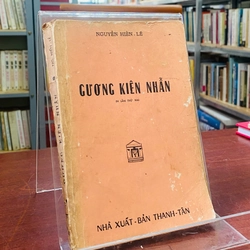 NGUYỄN HIẾN - LÊ
GƯƠNG KIÊN NHẪN
NHÀ XUẤT-BẢN THANH-TÂN